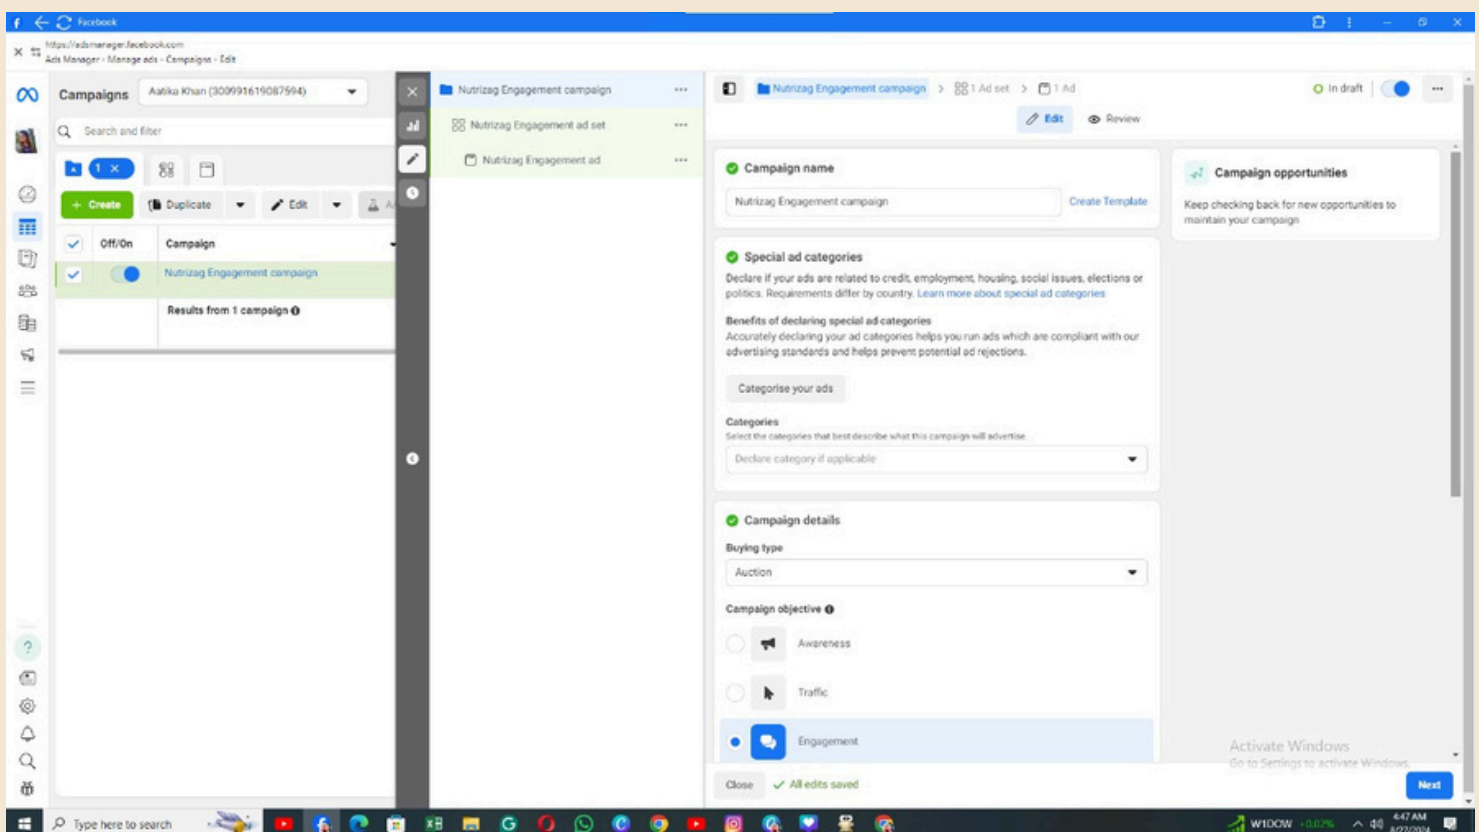 Facebook
https://adsmanager.facebook.com
Ads Manager - Manage ads - Campaigns - Edit
Campaigns
Aatika Khan (300991619087594)
Search and filter
1
Create
Duplicate
Edit
Off/On
Campaign
Nutrizag Engagement campaign
Results from 1 campaign
Nutrizag Engagement campaign
Nutrizag Engagement ad set
Nutrizag Engagement ad
Nutrizag Engagement campaign > 1 Ad set > 1 Ad
In draft
Edit
Review
Campaign name
Nutrizag Engagement campaign
Create Template
Special ad categories
Declare if your ads are related to credit, employment, housing, social issues, elections or
politics. Requirements differ by country. Learn more about special ad categories
Benefits of declaring special ad categories
Accurately declaring your ad categories helps you run ads which are compliant with our
advertising standards and helps prevent potential ad rejections.
Categorise your ads
Categories
Select the categories that best describe what this campaign will advertise.
Declare category if applicable
Campaign details
Buying type
Auction
Campaign objective
Awareness
Traffic
Engagement
Close
All edits saved
Campaign opportunities
Keep checking back for new opportunities to
maintain your campaign
Activate Windows
Go to Settings to activate Windows.
Next
Type here to search
W1DOW +0.02%
4:47 AM
8/27/2024